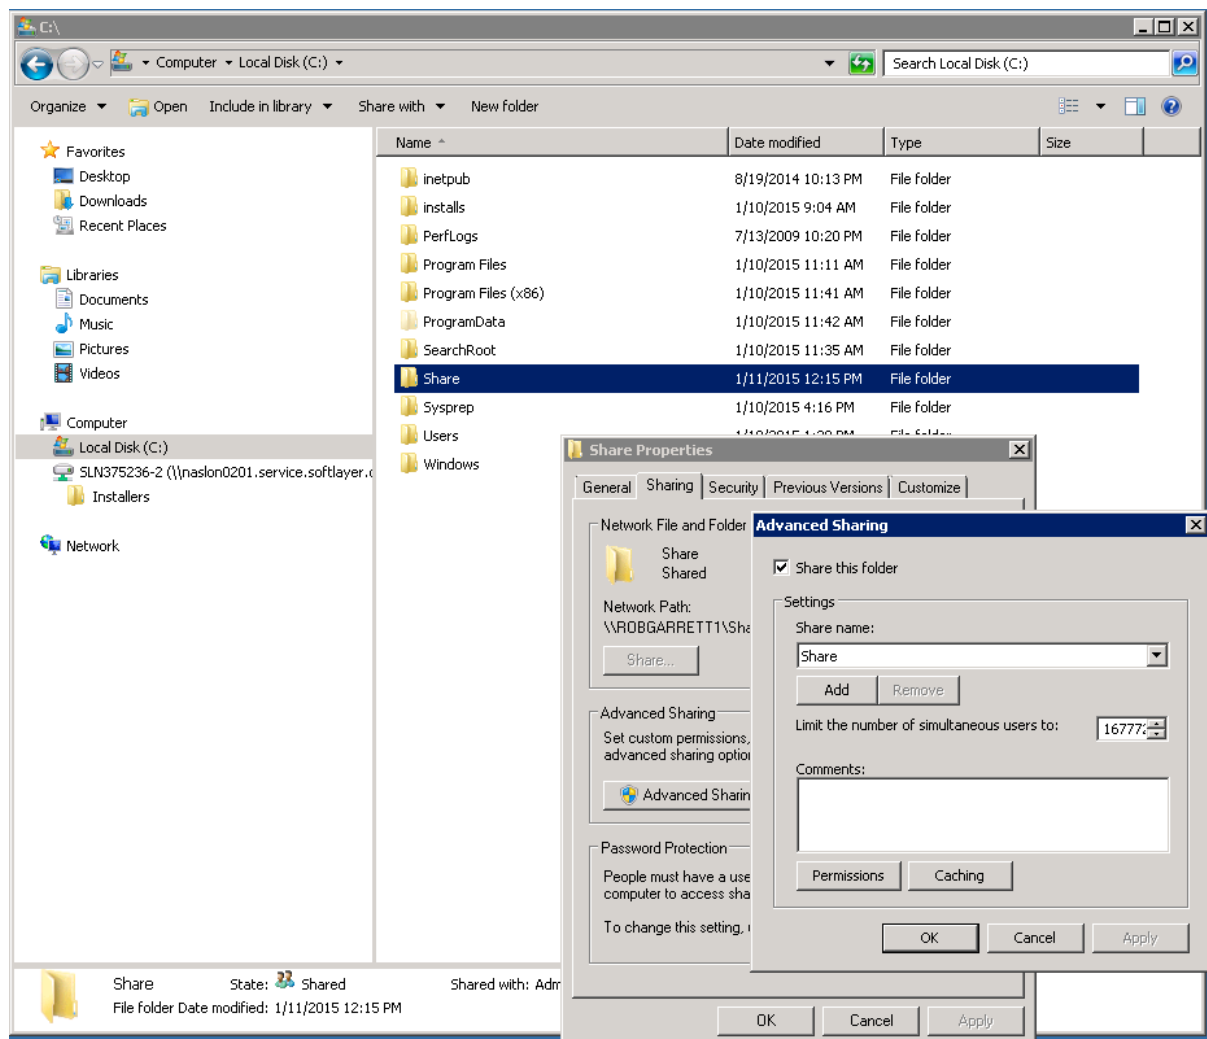 C:\
Computer Local Disk (C:)
Search Local Disk (C:)
Organize Open Include in library Share with New folder
Favorites
Desktop
Downloads
Recent Places
Libraries
Documents
Music
Pictures
Videos
Computer
Local Disk (C:)
SLN375236-2 (\\naslon0201.service.softlayer.
Installers
Network
Name Date modified Type Size
inetpub 8/19/2014 10:13 PM File folder
installs 1/10/2015 9:04 AM File folder
PerfLogs 7/13/2009 10:20 PM File folder
Program Files 1/10/2015 11:11 AM File folder
Program Files (x86) 1/10/2015 11:41 AM File folder
ProgramData 1/10/2015 11:42 AM File folder
SearchRoot 1/10/2015 11:35 AM File folder
Share 1/11/2015 12:15 PM File folder
Sysprep 1/10/2015 4:16 PM File folder
Users
Windows
Share Properties
General Sharing Security Previous Versions Customize
Network File and Folder
Share
Shared
Network Path:
\\ROBGARRETT1\Sha
Share...
Advanced Sharing
Set custom permissions,
advanced sharing option
Advanced Sharin
Password Protection
People must have a use
computer to access sha
To change this setting,
OK Cancel Apply
Advanced Sharing
Share this folder
Settings
Share name:
Share
Add Remove
Limit the number of simultaneous users to: 16777
Comments:
Permissions Caching
OK Cancel Apply
Share State: Shared Shared with: Adm
File folder Date modified: 1/11/2015 12:15 PM